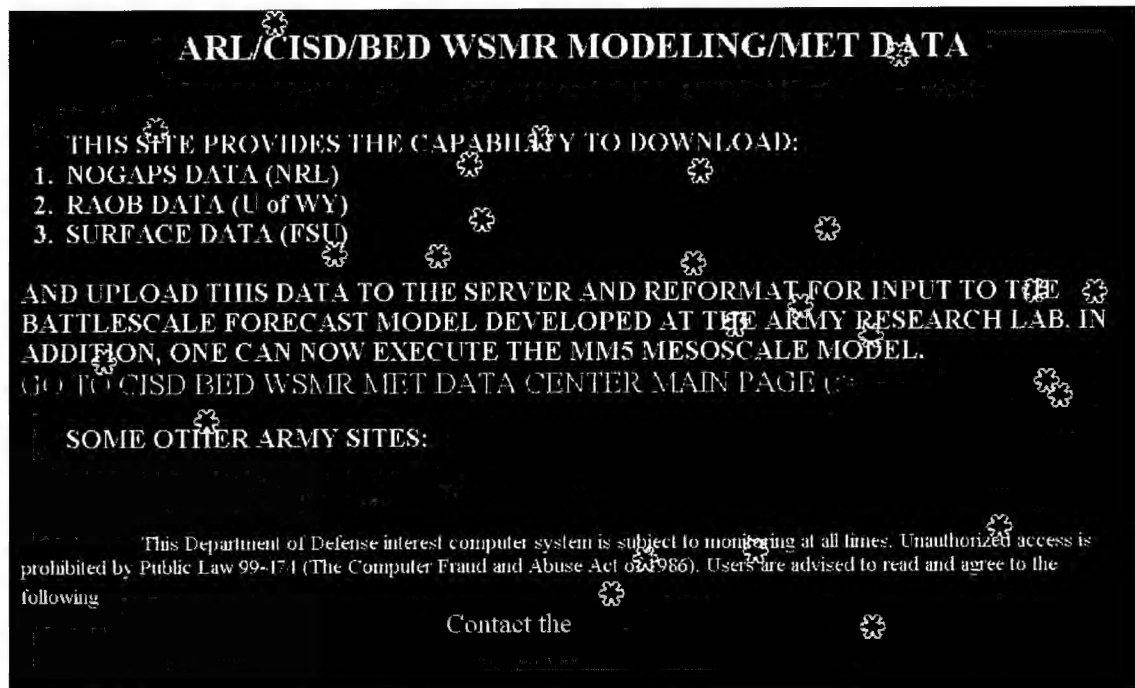 ARL/CISD/BED WSMR MODELING/MET DATA
THIS SITE PROVIDES THE CAPABILITY TO DOWNLOAD:
1. NOGAPS DATA (NRL)
2. RAOB DATA (U of WY)
3. SURFACE DATA (FSU)
AND UPLOAD THIS DATA TO THE SERVER AND REFORMAT FOR INPUT TO THE
BATTLESCALE FORECAST MODEL DEVELOPED AT THE ARMY RESEARCH LAB. IN
ADDITION, ONE CAN NOW EXECUTE THE MM5 MESOSCALE MODEL.
GO TO CISD BED WSMR MET DATA CENTER MAIN PAGE
SOME OTHER ARMY SITES:
This Department of Defense interest computer system is subject to monitoring at all times. Unauthorized access is
prohibited by Public Law 99-474 (The Computer Fraud and Abuse Act of 1986). Users are advised to read and agree to the
following
Contact the